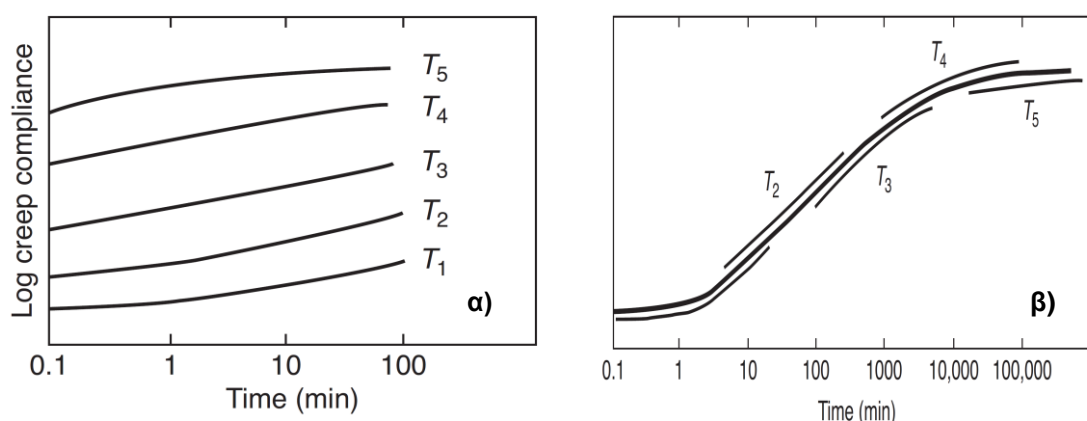 Log creep compliance
T5
T4
T3
T2
T1
α)
0.1 1 10 100
Time (min)
T4
T5
T2
T3
β)
0.1 1 10 100 1000 10,000 100,000
Time (min)